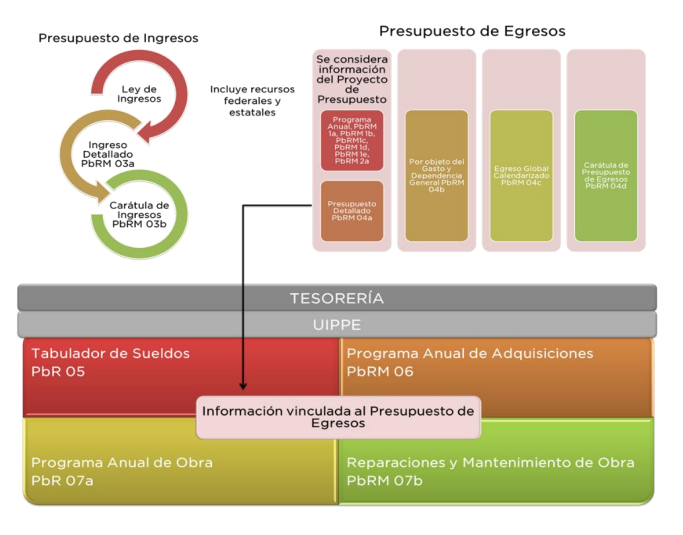 Presupuesto de Ingresos
Ley de
Ingresos
Ingreso
Detallado
PbRM 03a
Carátula de
Ingresos
PbRM 03b
Incluye recursos
federales y
estatales
Presupuesto de Egresos
Se considera
información
del Proyecto
de
Presupuesto
Programa
Anual, PbRM
1a, PbRM 1b,
PbRM1c,
PbRM 1d,
PbRM 1e,
PbRM 2a
Presupuesto
Detallado
PbRM 04a
Por objeto del
Gasto y
Dependencia
General PbRM
04b
Egreso Global
Calendarizado
PbRM 04c
Carátula de
Presupuesto
de Egresos
PbRM 04d
TESORERÍA
UIPPE
Tabulador de Sueldos
PbR 05
Programa Anual de Adquisiciones
PbRM 06
Información vinculada al Presupuesto de
Egresos
Programa Anual de Obra
PbR 07a
Reparaciones y Mantenimiento de Obra
PbRM 07b